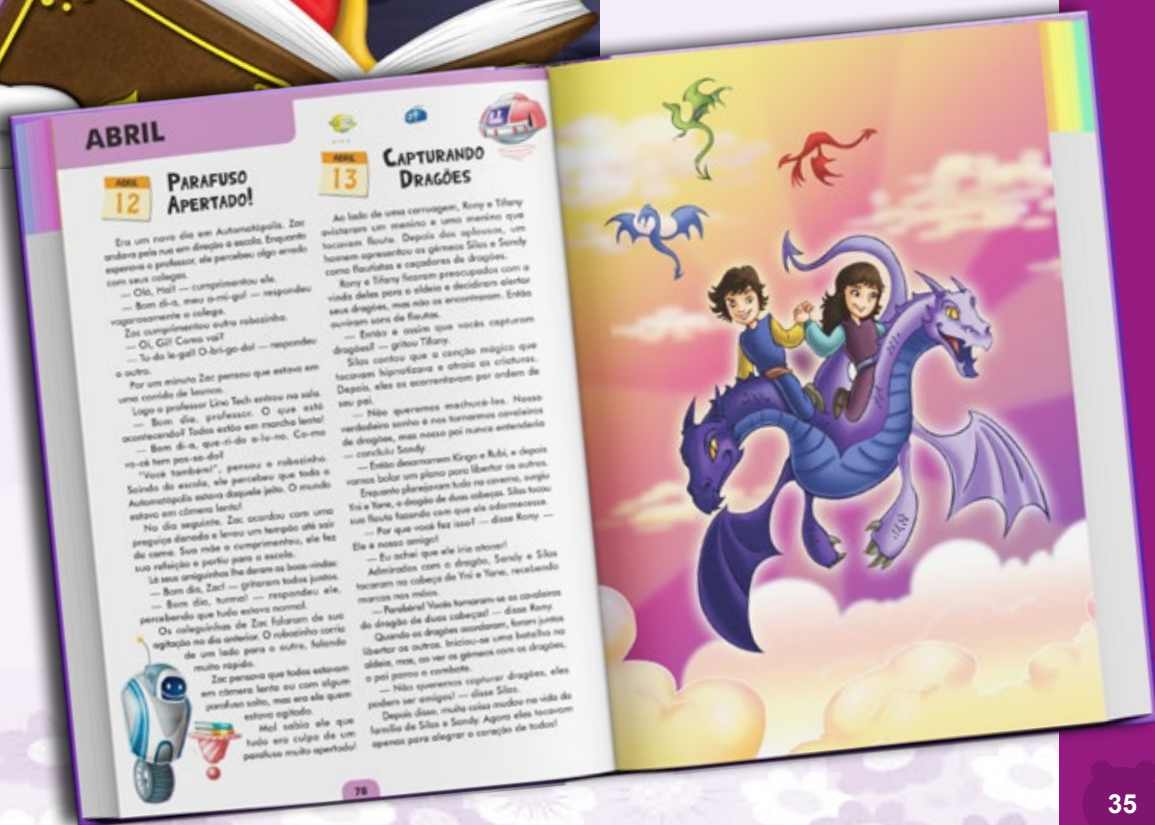 ABRIL
ABRIL
12
PARAFUSO
APERTADO!
Era um novo dia em Automatópolis. Zac
andava pela rua em direção a escola. Enquanto
esperava o professor, ele percebeu algo errado
com seus colegas.
— Olá, Hal! — cumprimentou ele.
— Bom di-a, meu a-mi-go! — respondeu
vagarosamente o colega.
Zac cumprimentou outro robozinho.
— Oi, Gil! Como vai?
— Tu-do le-gal! O-bri-ga-do! — respondeu
o outro.
Por um minuto Zac pensou que estava em
uma corrida de lesmas.
Logo o professor Lino Tech entrou na sala.
— Bom dia, professor. O que está
acontecendo? Todos estão em marcha lenta!
— Bom di-a, que-ri-do a-lu-no. Co-mo
vo-cê tem pas-sa-do?
"Você também!", pensou o robozinho.
Saindo da escola, ele percebeu que toda a
Automatópolis estava daquele jeito. O mundo
estava em câmera lenta!
No dia seguinte, Zac acordou com uma
preguiça danada e levou um tempão até sair
da cama. Sua mãe o cumprimentou, ele fez
sua refeição e partiu para a escola.
Lá seus amiguinhos lhe deram as boas-vindas:
— Bom dia, Zac! — gritaram todos juntos.
— Bom dia, turma! — respondeu ele,
percebendo que tudo estava normal.
Os coleguinhas de Zac falaram de sua
agitação no dia anterior. O robozinho corria
de um lado para o outro, falando
muito rápido.
Zac pensava que todos estavam
em câmera lenta ou com algum
parafuso solto, mas era ele quem
estava agitado.
Mal sabia ele que
tudo era culpa de um
parafuso muito apertado!
ABRIL
13
CAPTURANDO
DRAGÕES
Ao lado de uma carruagem, Rony e Tifany
avistaram um menino e uma menina que
tocavam flauta. Depois dos aplausos, um
homem apresentou os gêmeos Silas e Sandy
como flautistas e caçadores de dragões.
Rony e Tifany ficaram preocupados com a
vinda deles para a aldeia e decidiram alertar
seus dragões, mas não os encontraram. Então
ouviram sons de flautas.
— Então é assim que vocês capturam
dragões? — gritou Tifany.
Silas contou que a canção mágica que
tocavam hipnotizava e atraía as criaturas.
Depois, eles os acorrentavam por ordem de
seu pai.
— Não queremos machucá-los. Nosso
verdadeiro sonho é nos tornarmos cavaleiros
de dragões, mas nosso pai nunca entenderia
— concluiu Sandy.
— Então desamarrem Kingo e Rubi, e depois
vamos bolar um plano para libertar os outros.
Enquanto planejavam tudo na caverna, surgiu
Yni e Yane, o dragão de duas cabeças. Silas tocou
sua flauta fazendo com que ele adormecesse.
— Por que você fez isso? — disse Rony. —
Ele é nosso amigo!
— Eu achei que ele iria atacar!
Admirados com o dragão, Sandy e Silas
tocaram na cabeça de Yni e Yane, recebendo
marcas nas mãos.
— Parabéns! Vocês tornaram-se os cavaleiros
do dragão de duas cabeças! — disse Rony.
Quando os dragões acordaram, foram juntos
libertar os outros. Iniciou-se uma batalha na
aldeia, mas, ao ver os gêmeos com os dragões,
o pai parou o combate.
— Não queremos capturar dragões, eles
podem ser amigos! — disse Silas.
Depois disso, muita coisa mudou na vida da
família de Silas e Sandy. Agora eles tocavam
apenas para alegrar o coração de todos!
76
35